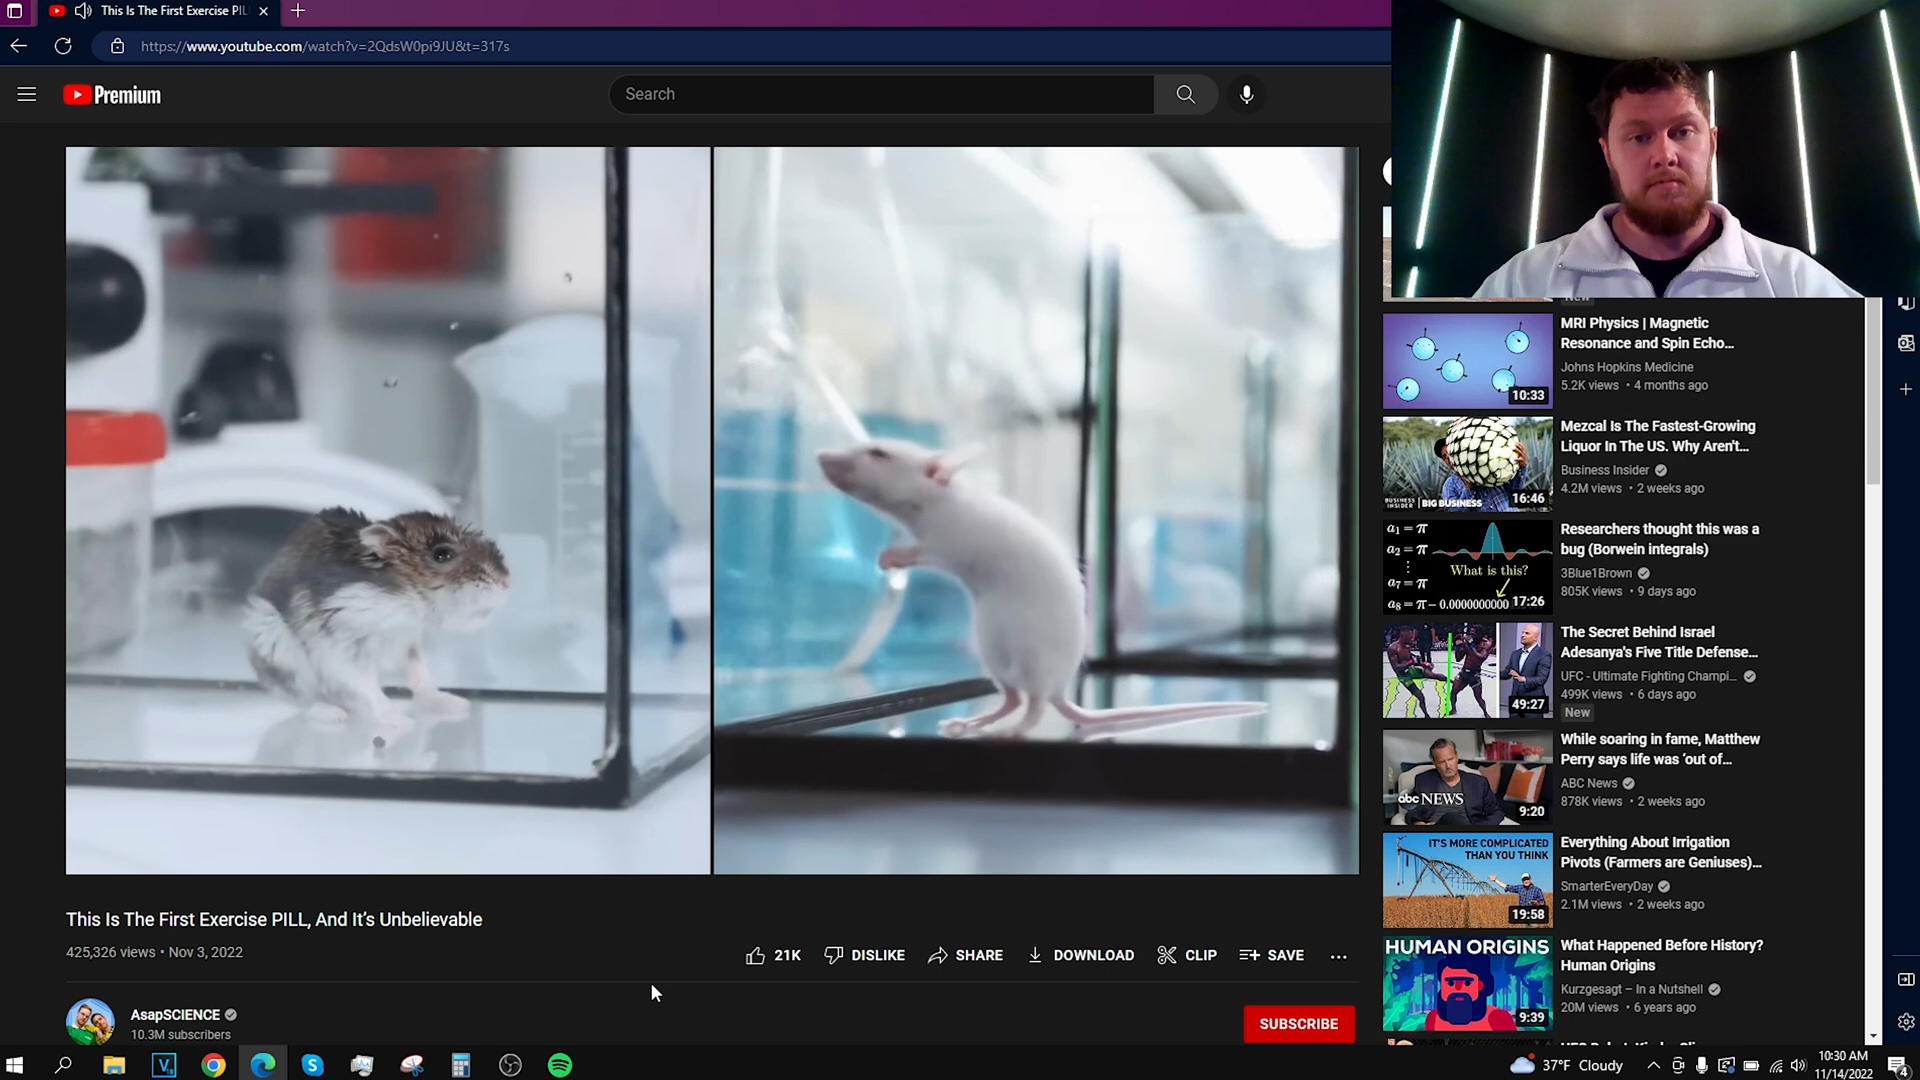 This Is The First Exercise PIL
https://www.youtube.com/watch?v=2QdsW0pi9JU&t=317s
Premium
Search
New
MRI Physics | Magnetic
Resonance and Spin Echo...
Johns Hopkins Medicine
5.2K views • 4 months ago
10:33
Mezcal Is The Fastest-Growing
Liquor In The US. Why Aren't...
Business Insider
4.2M views • 2 weeks ago
BUSINESS INSIDER | BIG BUSINESS
16:46
Researchers thought this was a
bug (Borwein integrals)
3Blue1Brown
805K views • 9 days ago
a₁ = π
a₂ = π
⋮
a₇ = π
a₈ = π − 0.0000000000
What is this?
17:26
The Secret Behind Israel
Adesanya's Five Title Defense...
UFC - Ultimate Fighting Champi...
499K views • 6 days ago
New
49:27
While soaring in fame, Matthew
Perry says life was 'out of...
ABC News
878K views • 2 weeks ago
abc NEWS
9:20
Everything About Irrigation
Pivots (Farmers are Geniuses)...
SmarterEveryDay
2.1M views • 2 weeks ago
IT'S MORE COMPLICATED
THAN YOU THINK
19:58
What Happened Before History?
Human Origins
Kurzgesagt – In a Nutshell
20M views • 6 years ago
HUMAN ORIGINS
9:39
This Is The First Exercise PILL, And It's Unbelievable
425,326 views • Nov 3, 2022
21K
DISLIKE
SHARE
DOWNLOAD
CLIP
SAVE
AsapSCIENCE
10.3M subscribers
SUBSCRIBE
37°F Cloudy
10:30 AM
11/14/2022
4